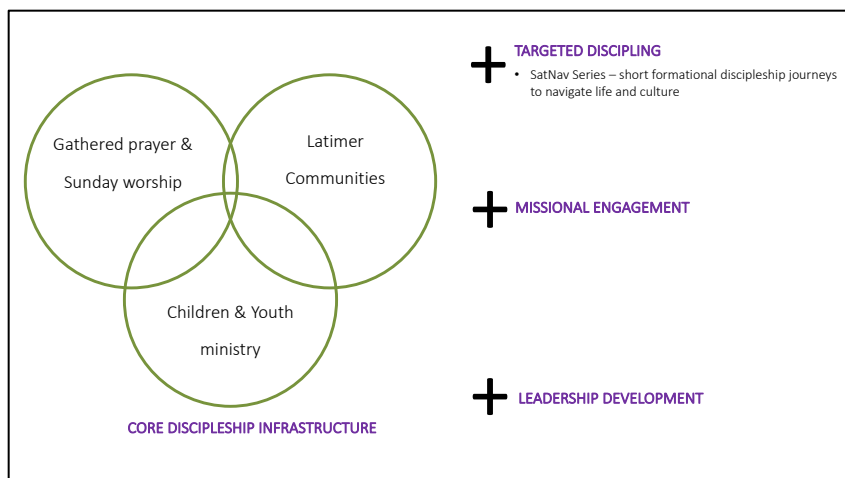 Gathered prayer &
Sunday worship
Latimer
Communities
Children & Youth
ministry
CORE DISCIPLESHIP INFRASTRUCTURE
TARGETED DISCIPLING
• SatNav Series – short formational discipleship journeys
to navigate life and culture
MISSIONAL ENGAGEMENT
LEADERSHIP DEVELOPMENT